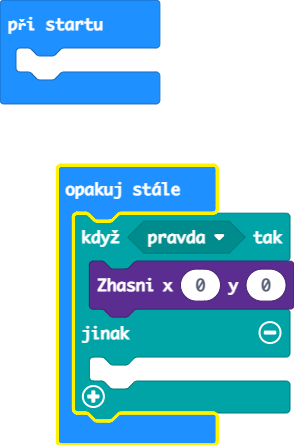 při startu
opakuj stále
když pravda tak
Zhasni x 0 y 0
jinak